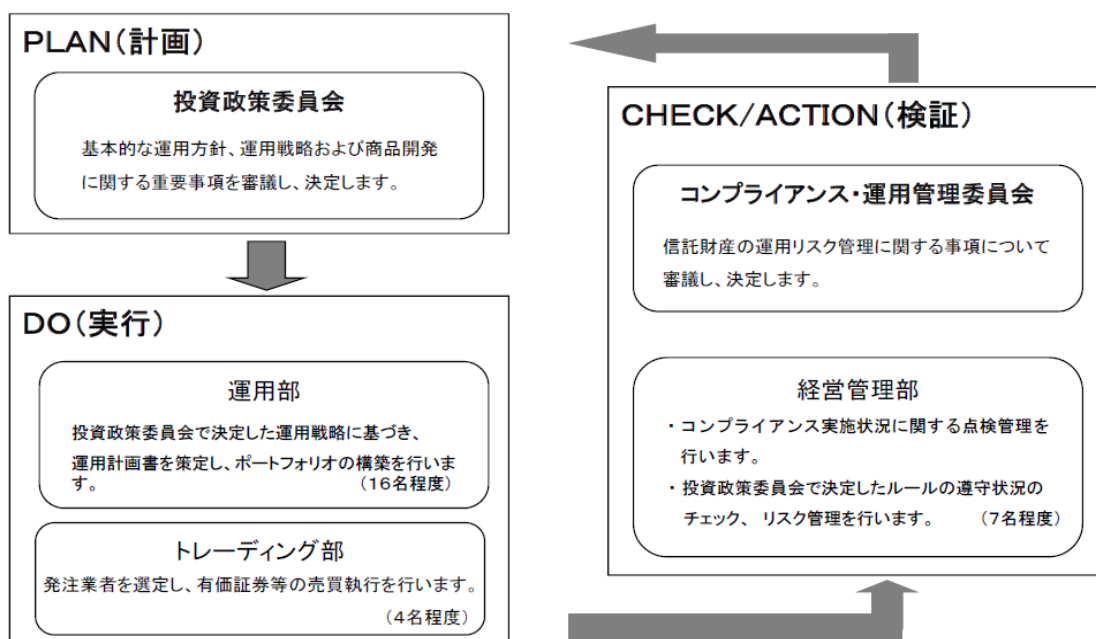 PLAN(計画)
投資政策委員会
基本的な運用方針、運用戦略および商品開発
に関する重要事項を審議し、決定します。
DO(実行)
運用部
投資政策委員会で決定した運用戦略に基づき、
運用計画書を策定し、ポートフォリオの構築を行いま
す。 (16名程度)
トレーディング部
発注業者を選定し、有価証券等の売買執行を行います。
(4名程度)
CHECK/ACTION(検証)
コンプライアンス・運用管理委員会
信託財産の運用リスク管理に関する事項について
審議し、決定します。
経営管理部
・コンプライアンス実施状況に関する点検管理を
行います。
・投資政策委員会で決定したルールの遵守状況の
チェック、 リスク管理を行います。 (7名程度)